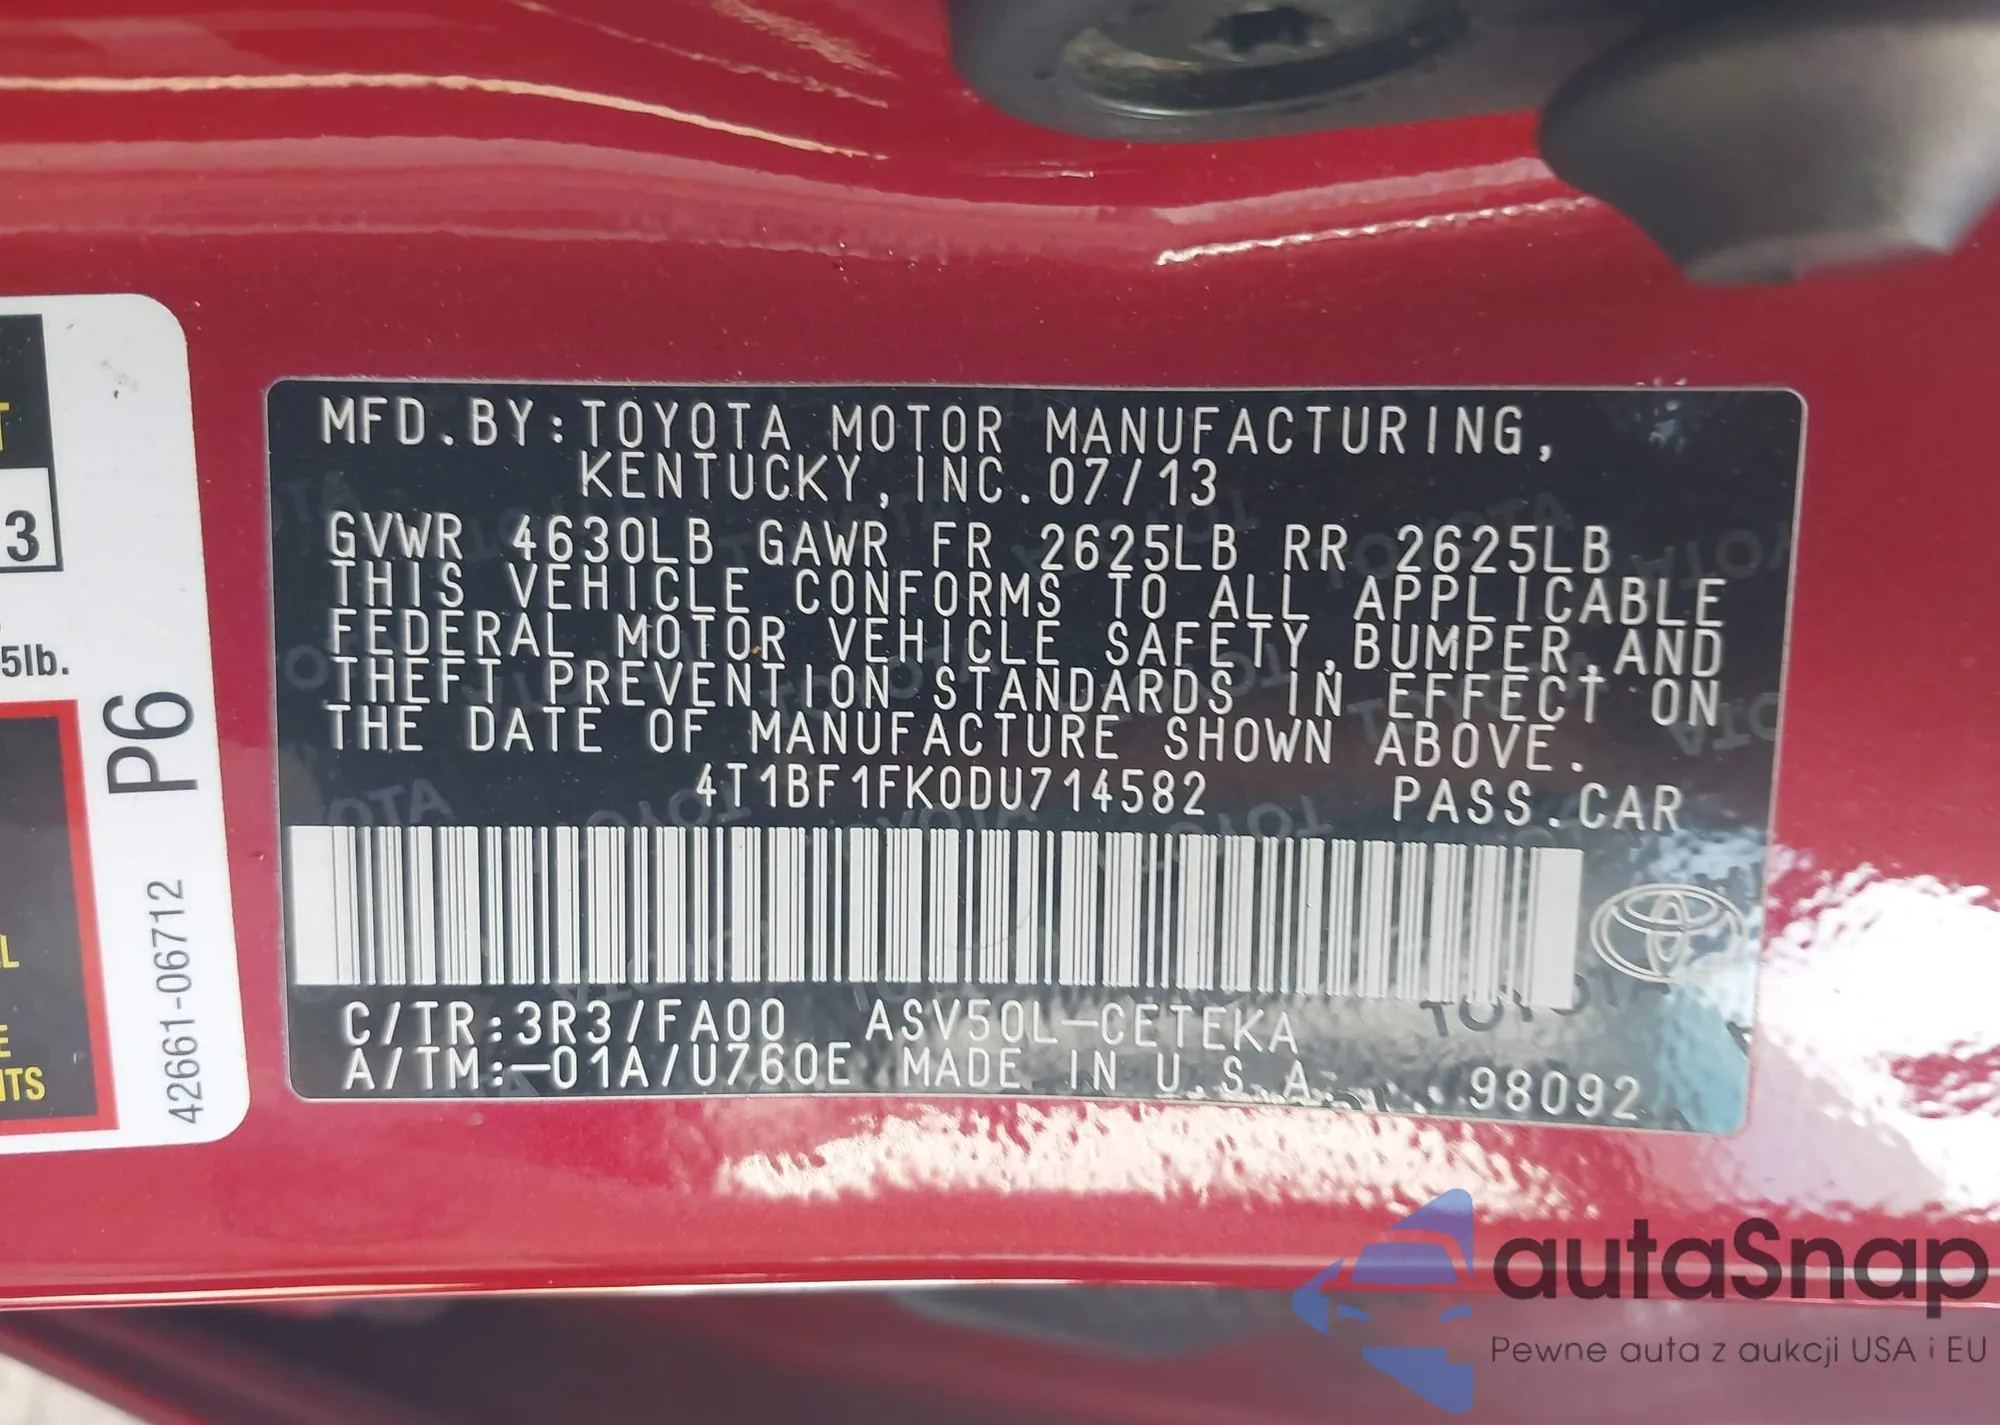 MFD.BY:TOYOTA MOTOR MANUFACTURING,
KENTUCKY,INC.07/13
GVWR 4630LB GAWR FR 2625LB RR 2625LB
THIS VEHICLE CONFORMS TO ALL APPLICABLE
FEDERAL MOTOR VEHICLE SAFETY,BUMPER,AND
THEFT PREVENTION STANDARDS IN EFFECT ON
THE DATE OF MANUFACTURE SHOWN ABOVE.
4T1BF1FK0DU714582 PASS.CAR
C/TR:3R3/FA00 ASV50L-CETEKA
A/TM:-01A/U760E MADE IN U.S.A. 98092
3
5lb.
P6
42661-06712
autaSnap
Pewne auta z aukcji USA i EU